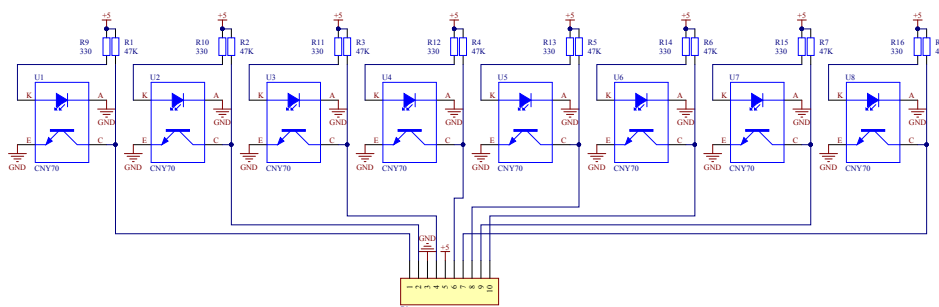 +5 +5 +5 +5 +5 +5 +5 +5
R9 R1 R10 R2 R11 R3 R12 R4 R13 R5 R14 R6 R15 R7 R16
330 47K 330 47K 330 47K 330 47K 330 47K 330 47K 330 47K 330
U1 U2 U3 U4 U5 U6 U7 U8
K A K A K A K A K A K A K A K A
GND GND GND GND GND GND GND GND
E C E C E C E C E C E C E C E C
GND GND GND GND GND GND GND GND
CNY70 CNY70 CNY70 CNY70 CNY70 CNY70 CNY70 CNY70
GND +5
1 2 3 4 5 6 7 8 9 10